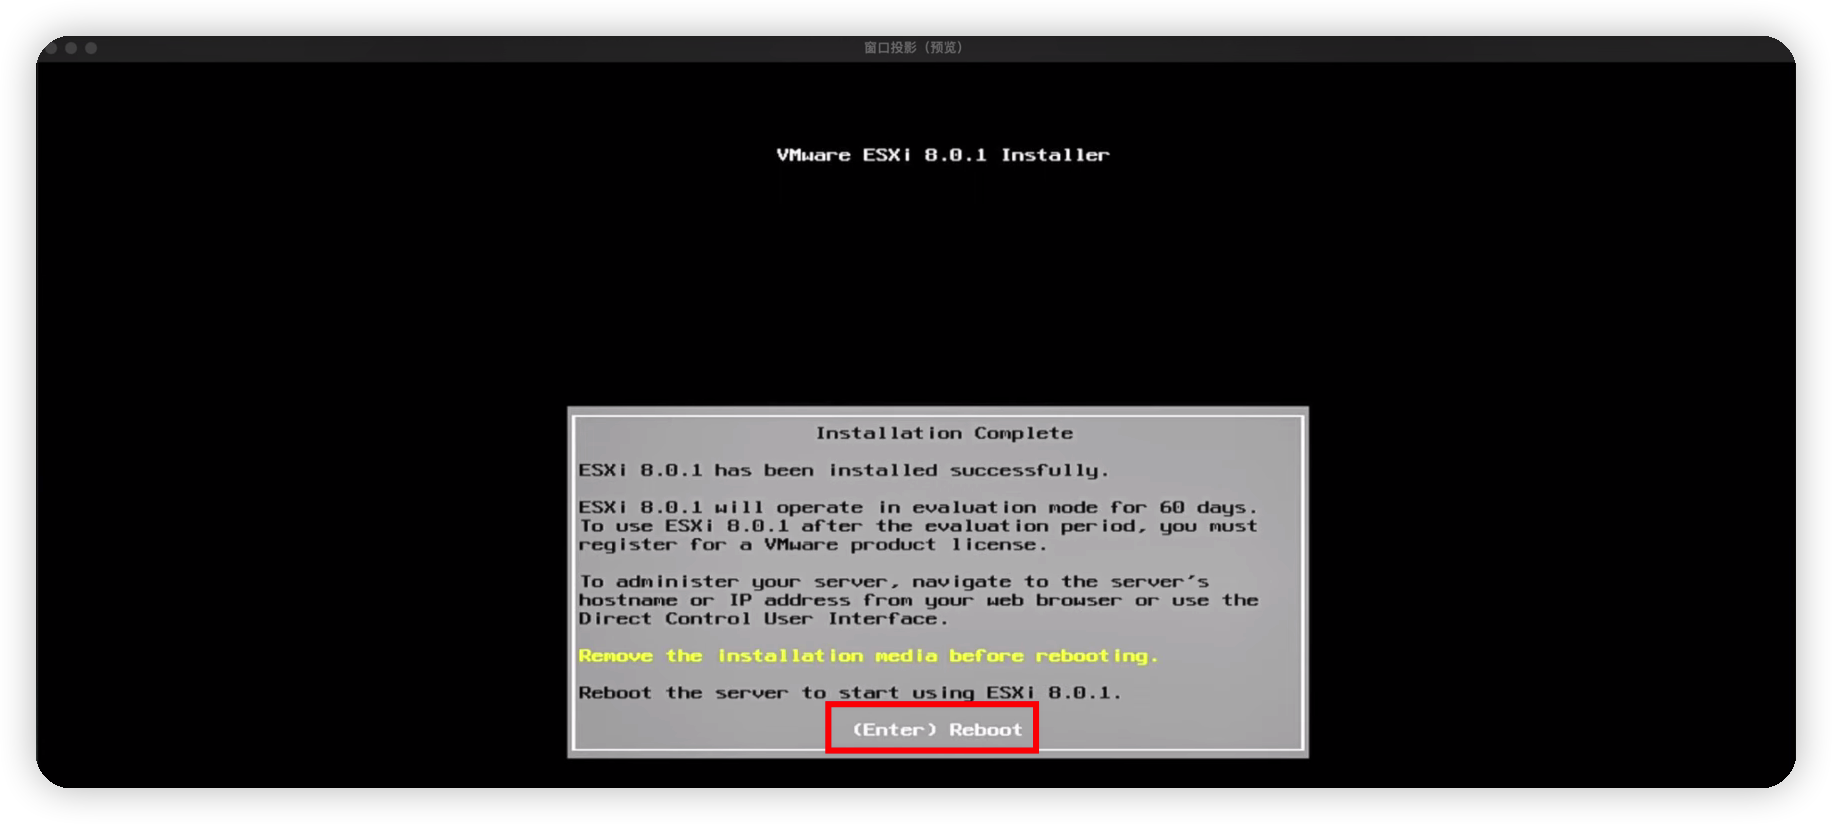 窗口投影（预览）
VMware ESXi 8.0.1 Installer
Installation Complete
ESXi 8.0.1 has been installed successfully.
ESXi 8.0.1 will operate in evaluation mode for 60 days.
To use ESXi 8.0.1 after the evaluation period, you must
register for a VMware product license.
To administer your server, navigate to the server's
hostname or IP address from your web browser or use the
Direct Control User Interface.
Remove the installation media before rebooting.
Reboot the server to start using ESXi 8.0.1.
(Enter) Reboot